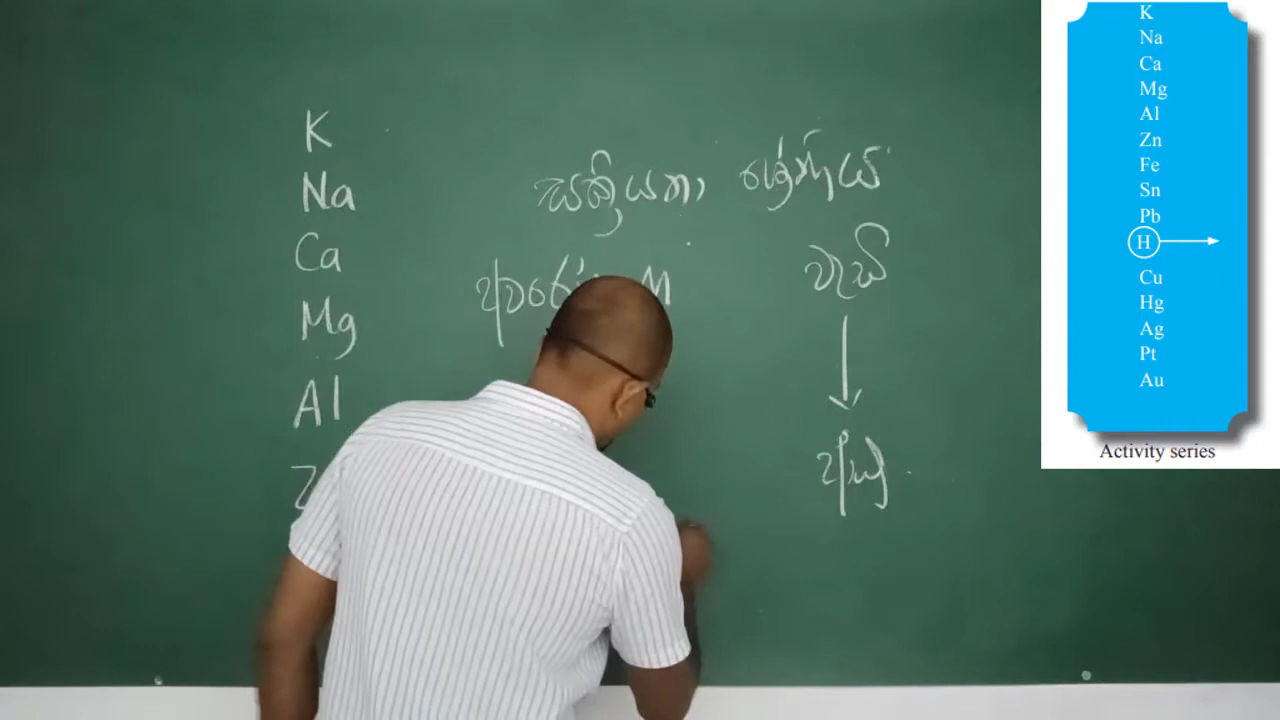 K
Na
Ca
Mg
Al
සක්‍රියතා ශ්‍රේණිය
වැඩි
අඩු
K
Na
Ca
Mg
Al
Zn
Fe
Sn
Pb
H
Cu
Hg
Ag
Pt
Au
Activity series